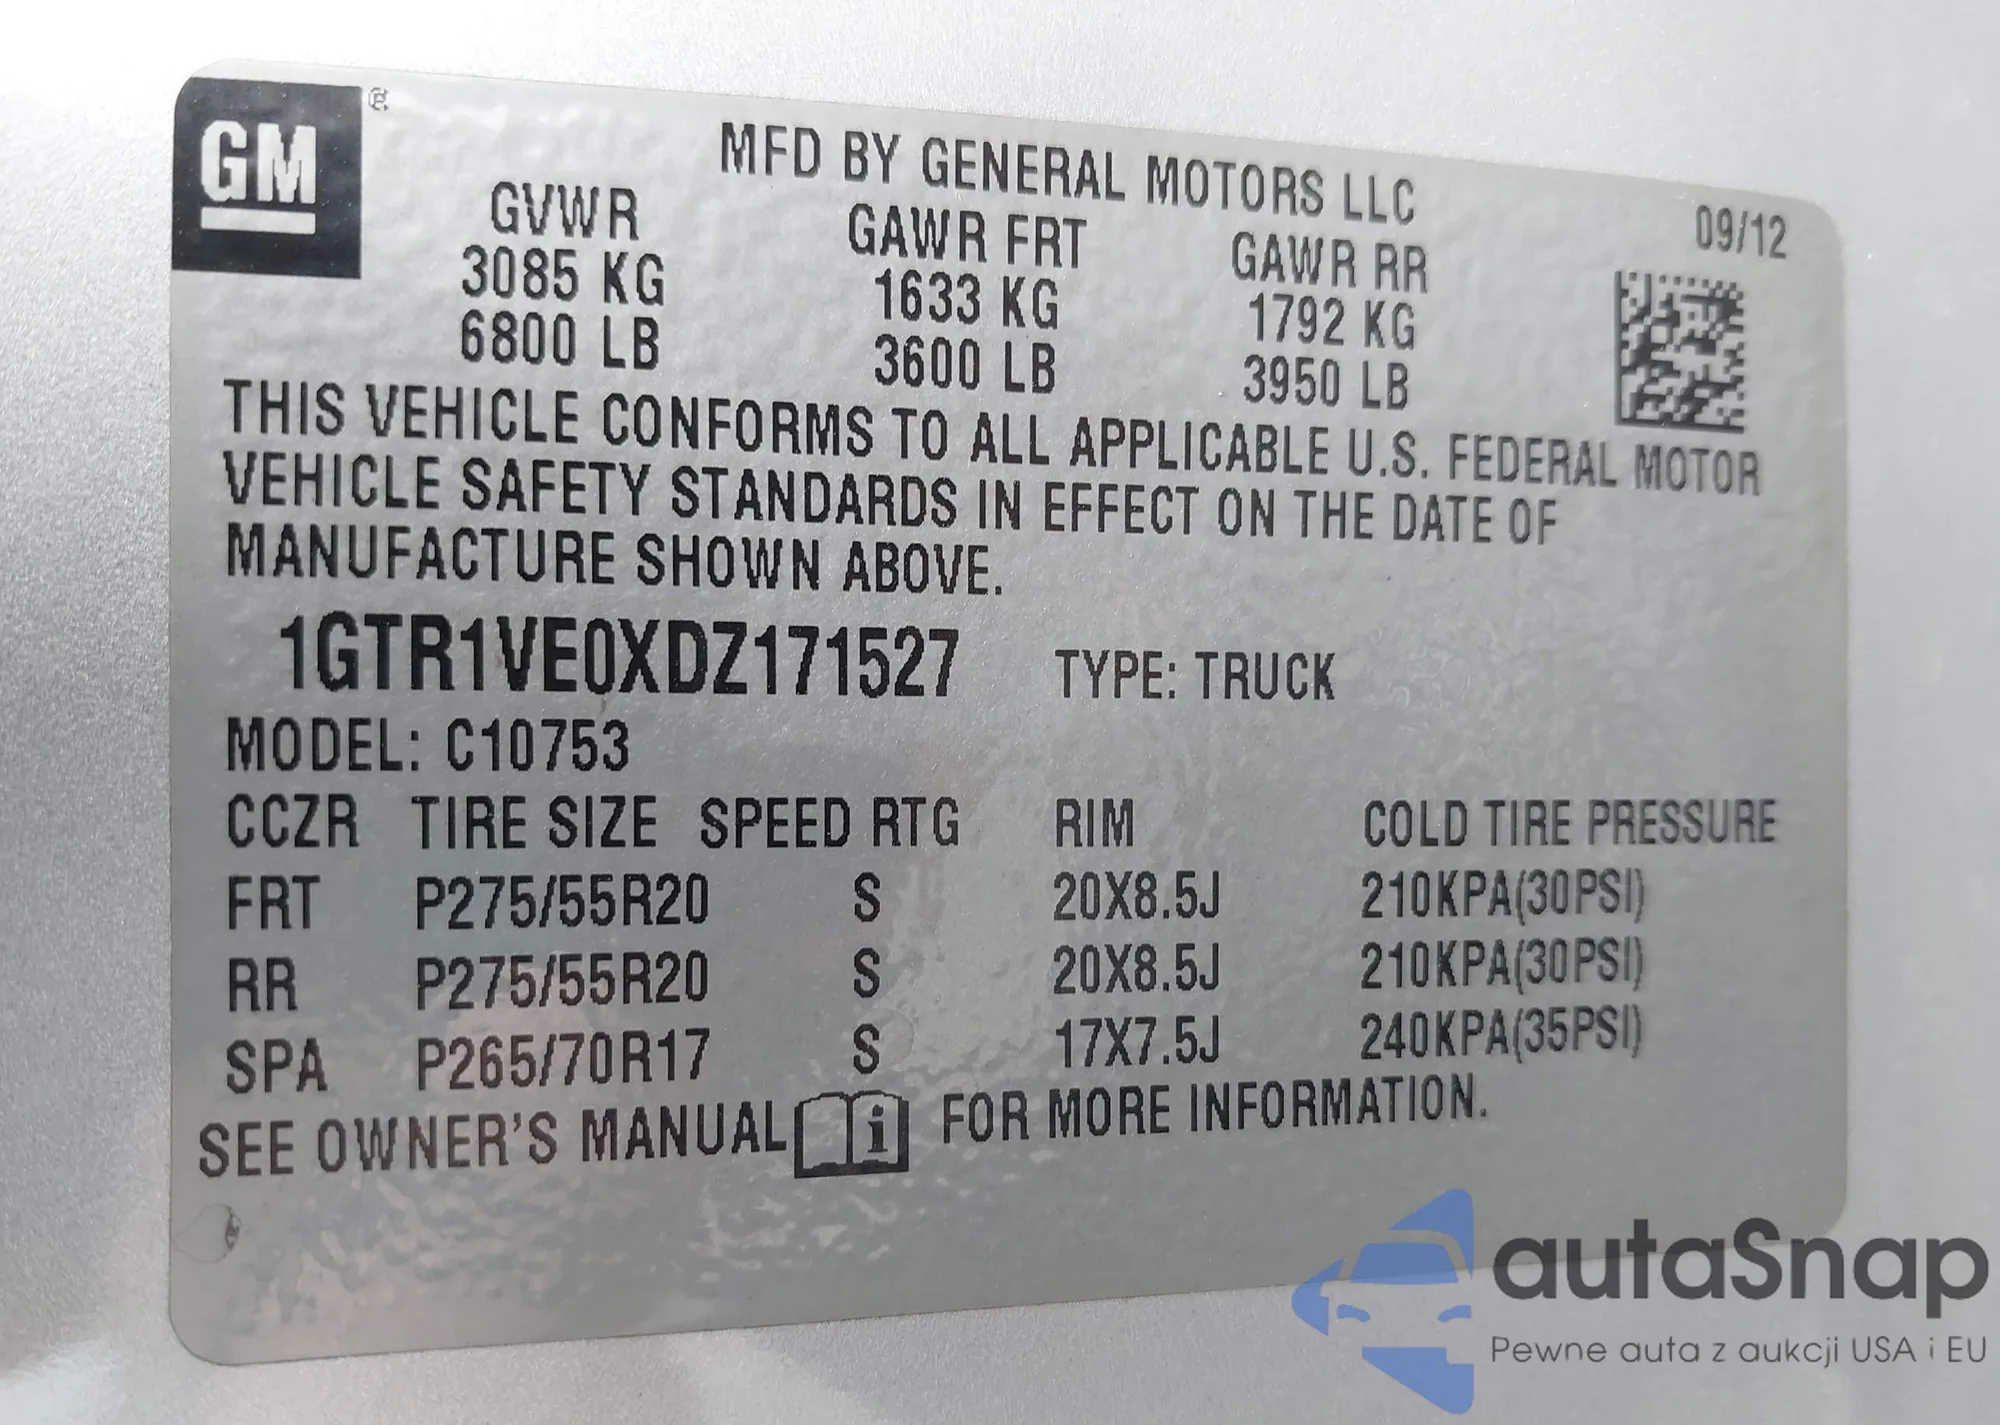 GM ®
MFD BY GENERAL MOTORS LLC
09/12
GVWR GAWR FRT GAWR RR
3085 KG 1633 KG 1792 KG
6800 LB 3600 LB 3950 LB
THIS VEHICLE CONFORMS TO ALL APPLICABLE U.S. FEDERAL MOTOR
VEHICLE SAFETY STANDARDS IN EFFECT ON THE DATE OF
MANUFACTURE SHOWN ABOVE.
1GTR1VE0XDZ171527 TYPE: TRUCK
MODEL: C10753
CCZR TIRE SIZE SPEED RTG RIM COLD TIRE PRESSURE
FRT P275/55R20 S 20X8.5J 210KPA(30PSI)
RR P275/55R20 S 20X8.5J 210KPA(30PSI)
SPA P265/70R17 S 17X7.5J 240KPA(35PSI)
SEE OWNER'S MANUAL i FOR MORE INFORMATION.
autaSnap
Pewne auta z aukcji USA i EU